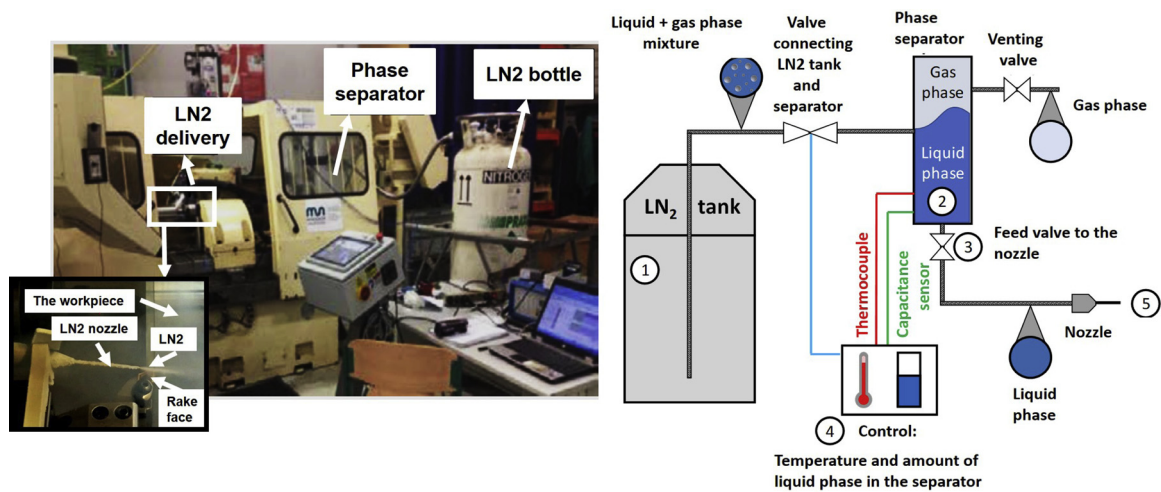 LN2
delivery
Phase
separator
LN2 bottle
NITROGE
The workpiece
LN2 nozzle
LN2
Rake
face
Liquid + gas phase
mixture
Valve
connecting
LN2 tank
and
separator
Phase
separator
Venting
valve
Gas
phase
Gas phase
Liquid
phase
2
LN2 tank
1
3
Feed valve to the
nozzle
Thermocouple
Capacitance
sensor
5
Nozzle
Liquid
phase
4
Control:
Temperature and amount of
liquid phase in the separator